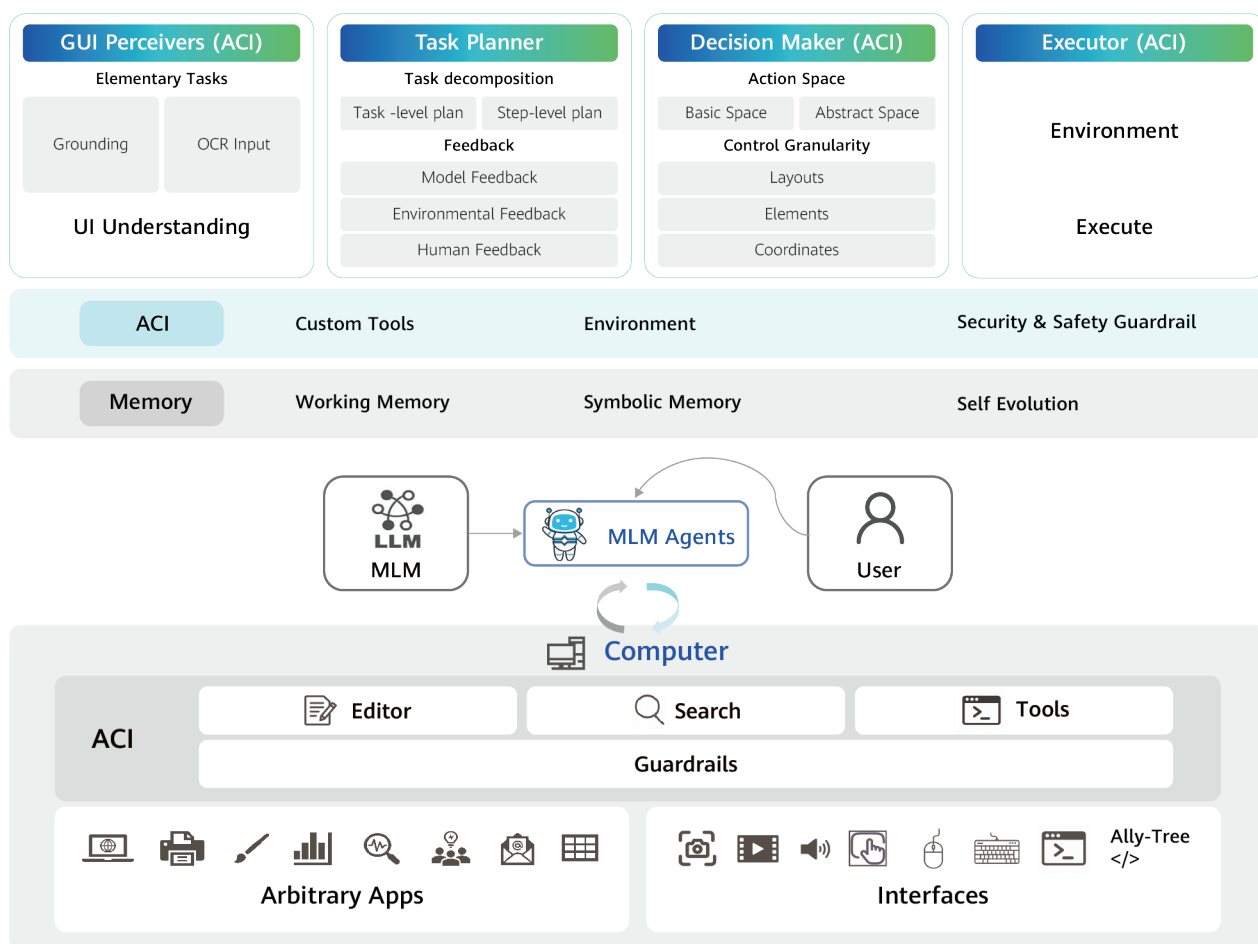 GUI Perceivers (ACI)
Elementary Tasks
Grounding
OCR Input
UI Understanding
Task Planner
Task decomposition
Task -level plan
Step-level plan
Feedback
Model Feedback
Environmental Feedback
Human Feedback
Decision Maker (ACI)
Action Space
Basic Space
Abstract Space
Control Granularity
Layouts
Elements
Coordinates
Executor (ACI)
Environment
Execute
ACI
Custom Tools
Environment
Security & Safety Guardrail
Memory
Working Memory
Symbolic Memory
Self Evolution
LLM
MLM
MLM Agents
User
Computer
ACI
Editor
Search
Tools
Guardrails
Arbitrary Apps
Ally-Tree
</>
Interfaces